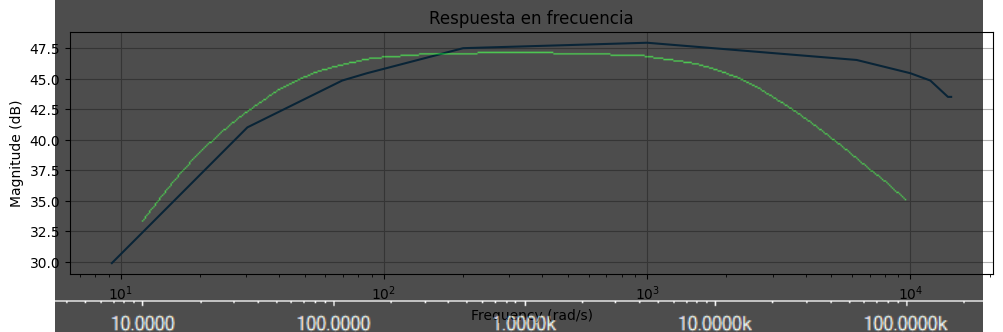 Respuesta en frecuencia
Magnitude (dB)
47.5
45.0
42.5
40.0
37.5
35.0
32.5
30.0
10¹ 10² 10³ 10⁴
Frequency (rad/s)
10.0000 100.0000 1.0000k 10.0000k 100.0000k